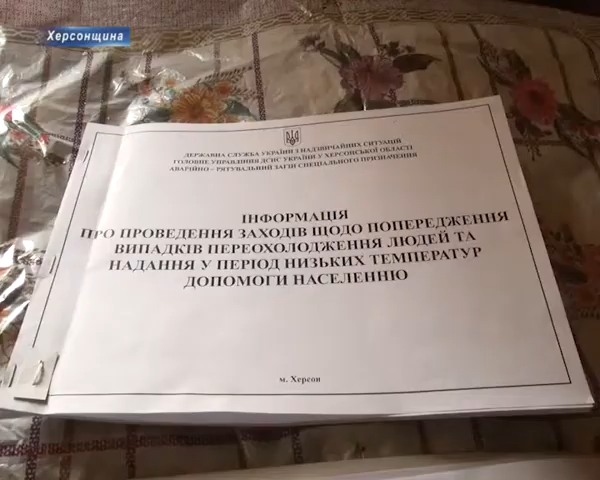 Херсонщина
ДЕРЖАВНА СЛУЖБА УКРАЇНИ З НАДЗВИЧАЙНИХ СИТУАЦІЙ
ГОЛОВНЕ УПРАВЛІННЯ ДСНС УКРАЇНИ У ХЕРСОНСЬКІЙ ОБЛАСТІ
АВАРІЙНО – РЯТУВАЛЬНИЙ ЗАГІН СПЕЦІАЛЬНОГО ПРИЗНАЧЕННЯ
ІНФОРМАЦІЯ
ПРО ПРОВЕДЕННЯ ЗАХОДІВ ЩОДО ПОПЕРЕДЖЕННЯ
ВИПАДКІВ ПЕРЕОХОЛОДЖЕННЯ ЛЮДЕЙ ТА
НАДАННЯ У ПЕРІОД НИЗЬКИХ ТЕМПЕРАТУР
ДОПОМОГИ НАСЕЛЕННЮ
м. Херсон